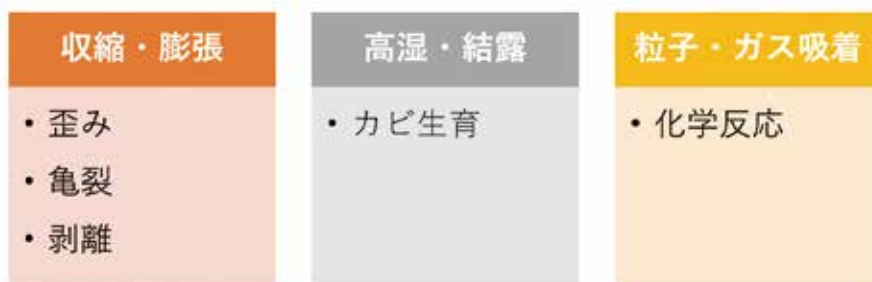 収縮・膨張
・歪み
・亀裂
・剥離
高湿・結露
・カビ生育
粒子・ガス吸着
・化学反応